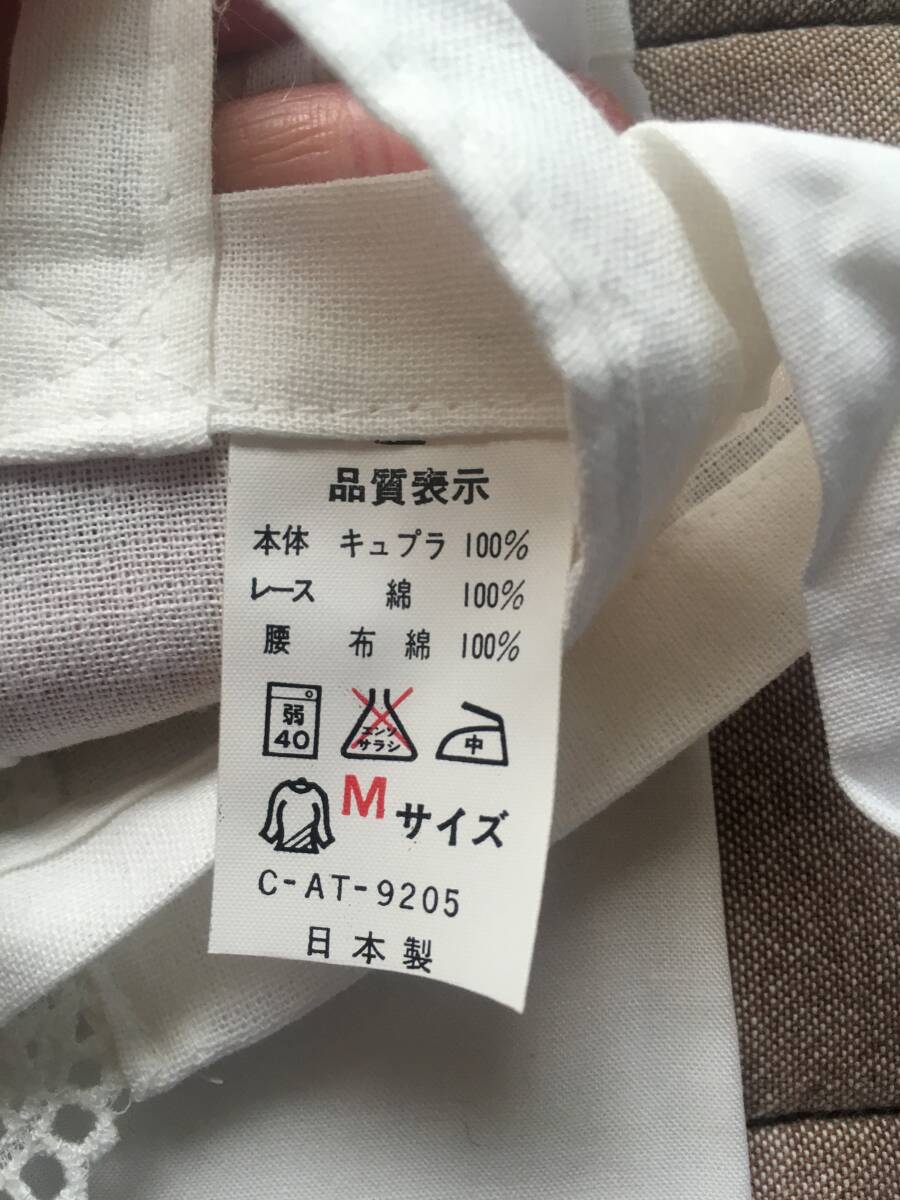 品質表示
本体 キュプラ 100%
レース 綿 100%
腰布 綿 100%
弱 40 エンソサラシ 中
M サイズ
C-AT-9205
日本製